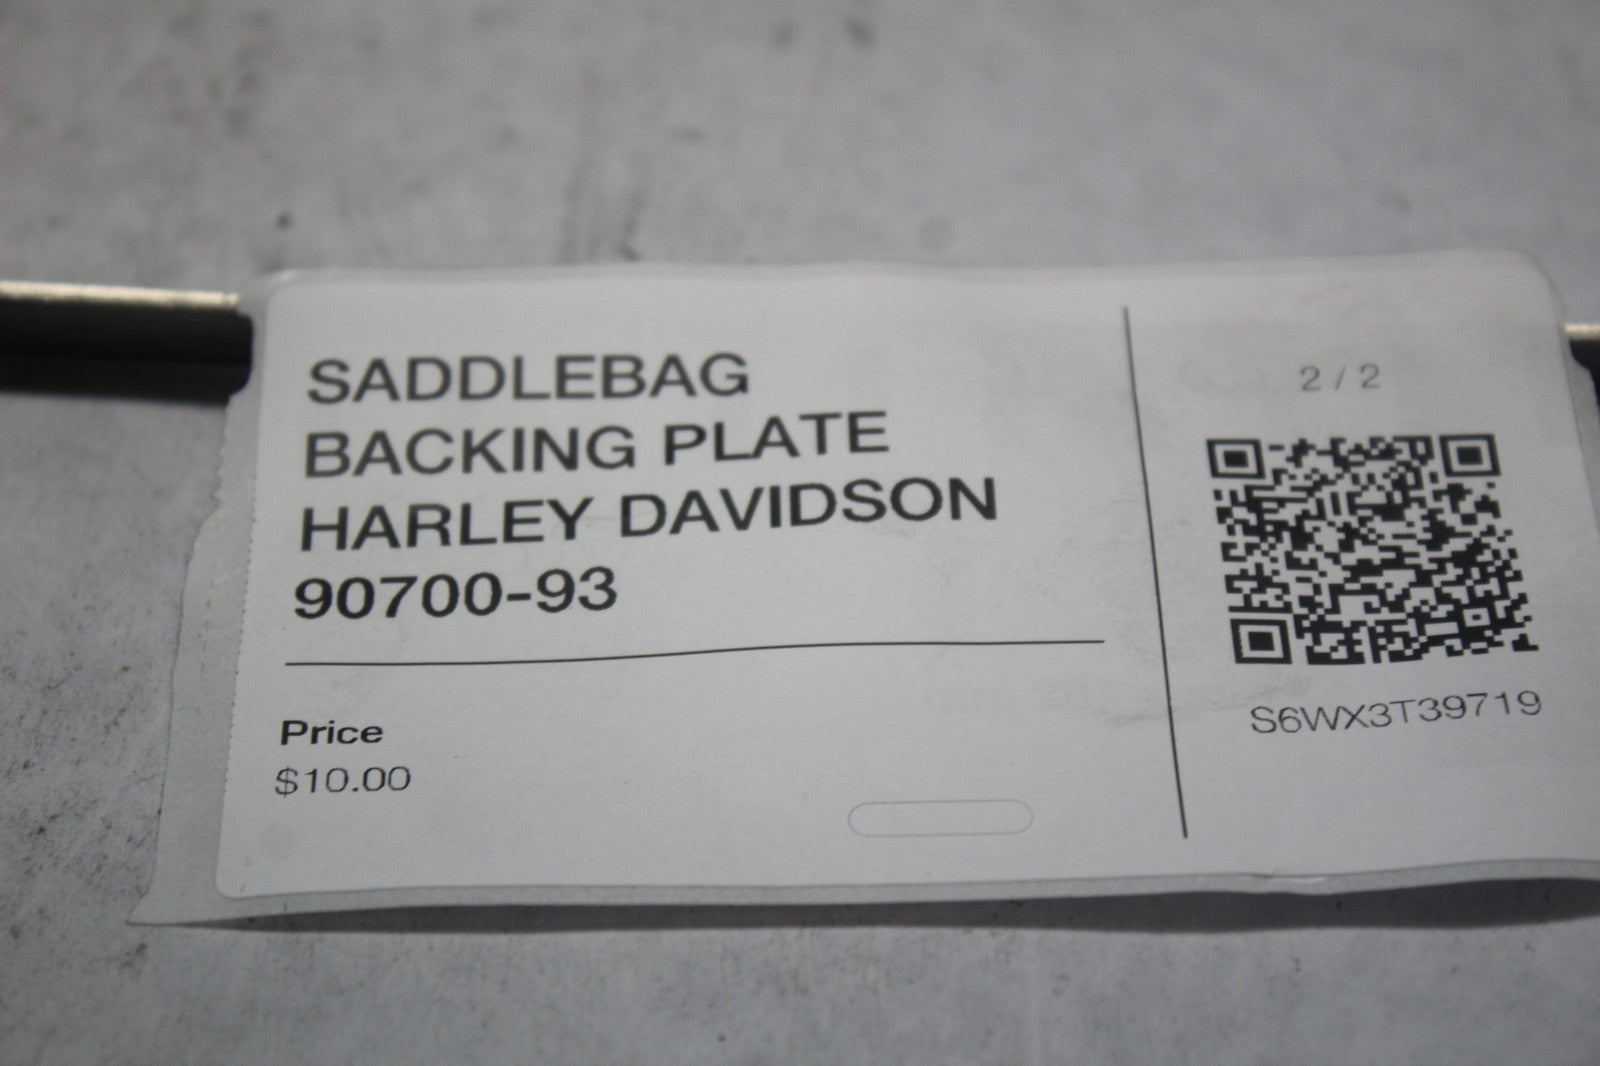 SADDLEBAG
BACKING PLATE
HARLEY DAVIDSON
90700-93
Price
$10.00
2 / 2
S6WX3T39719